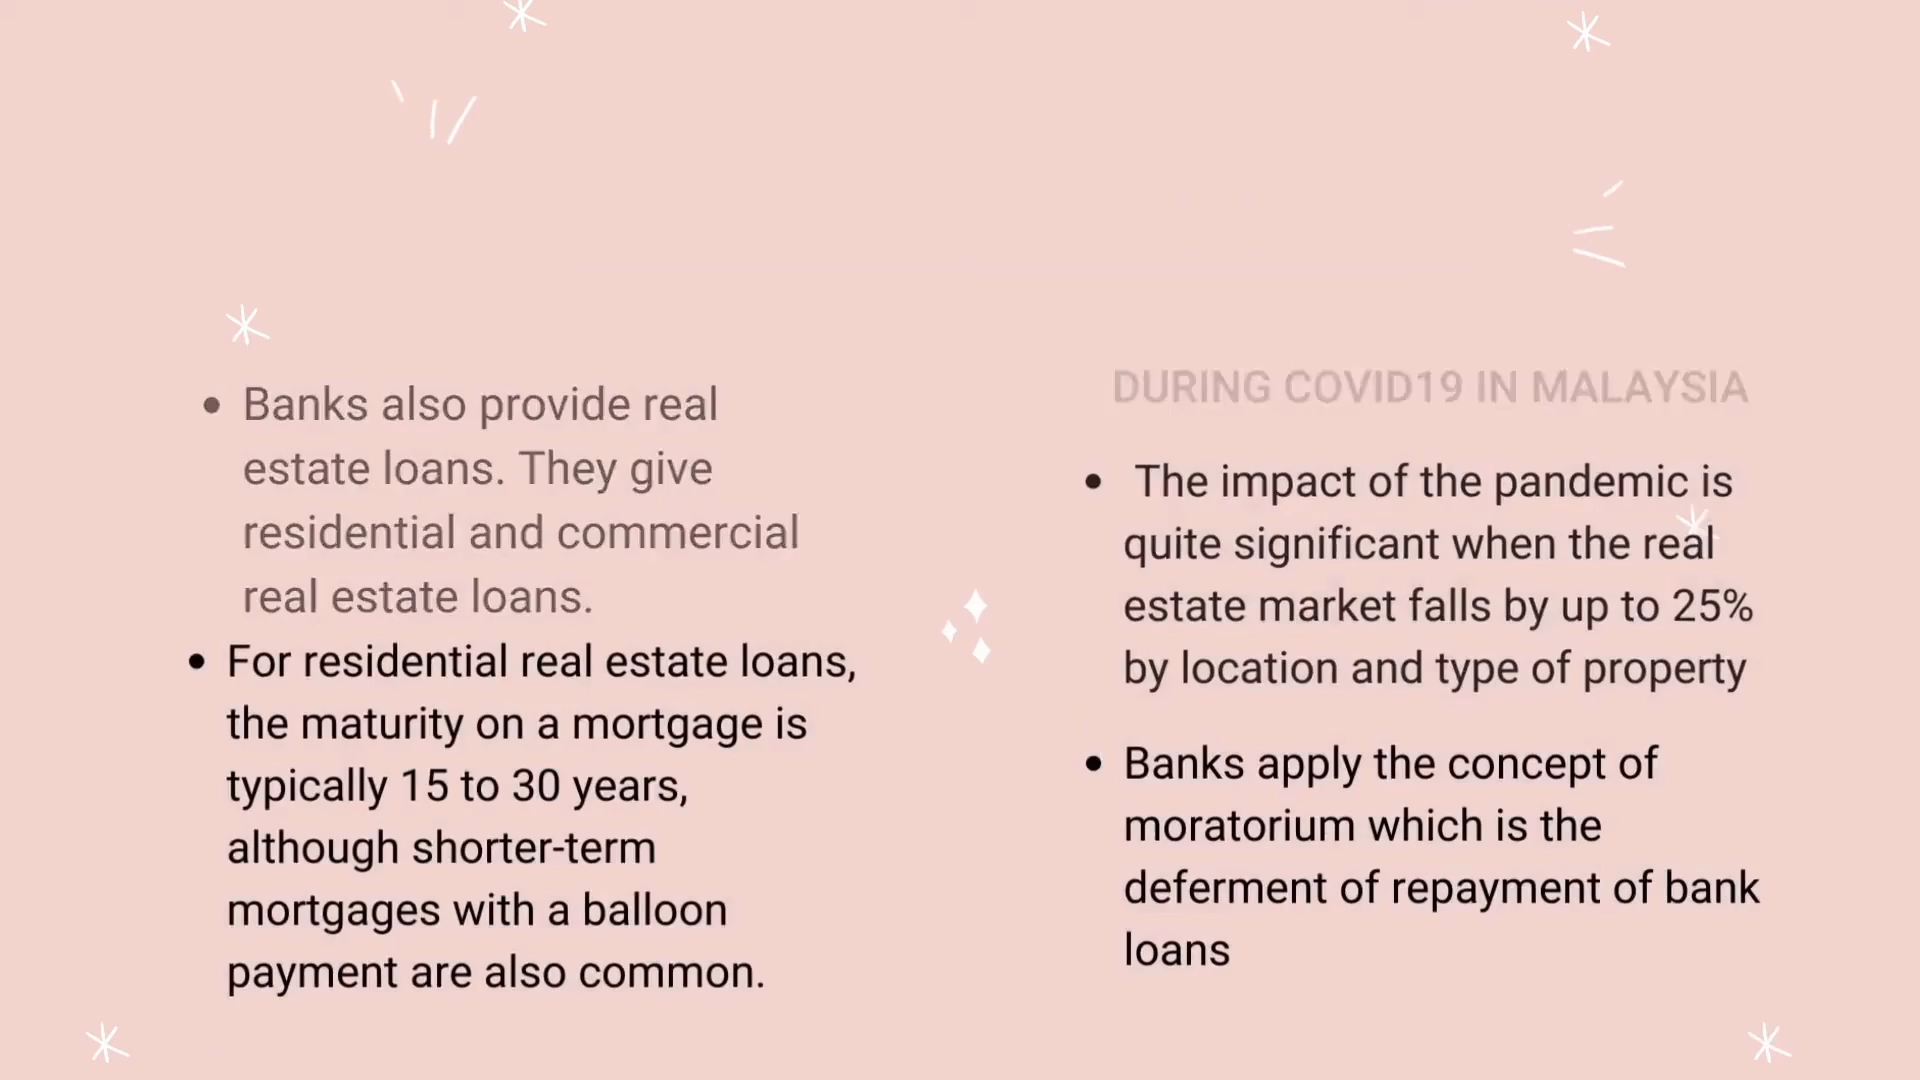 • Banks also provide real
estate loans. They give
residential and commercial
real estate loans.
• For residential real estate loans,
the maturity on a mortgage is
typically 15 to 30 years,
although shorter-term
mortgages with a balloon
payment are also common.
DURING COVID19 IN MALAYSIA
• The impact of the pandemic is
quite significant when the real
estate market falls by up to 25%
by location and type of property
• Banks apply the concept of
moratorium which is the
deferment of repayment of bank
loans